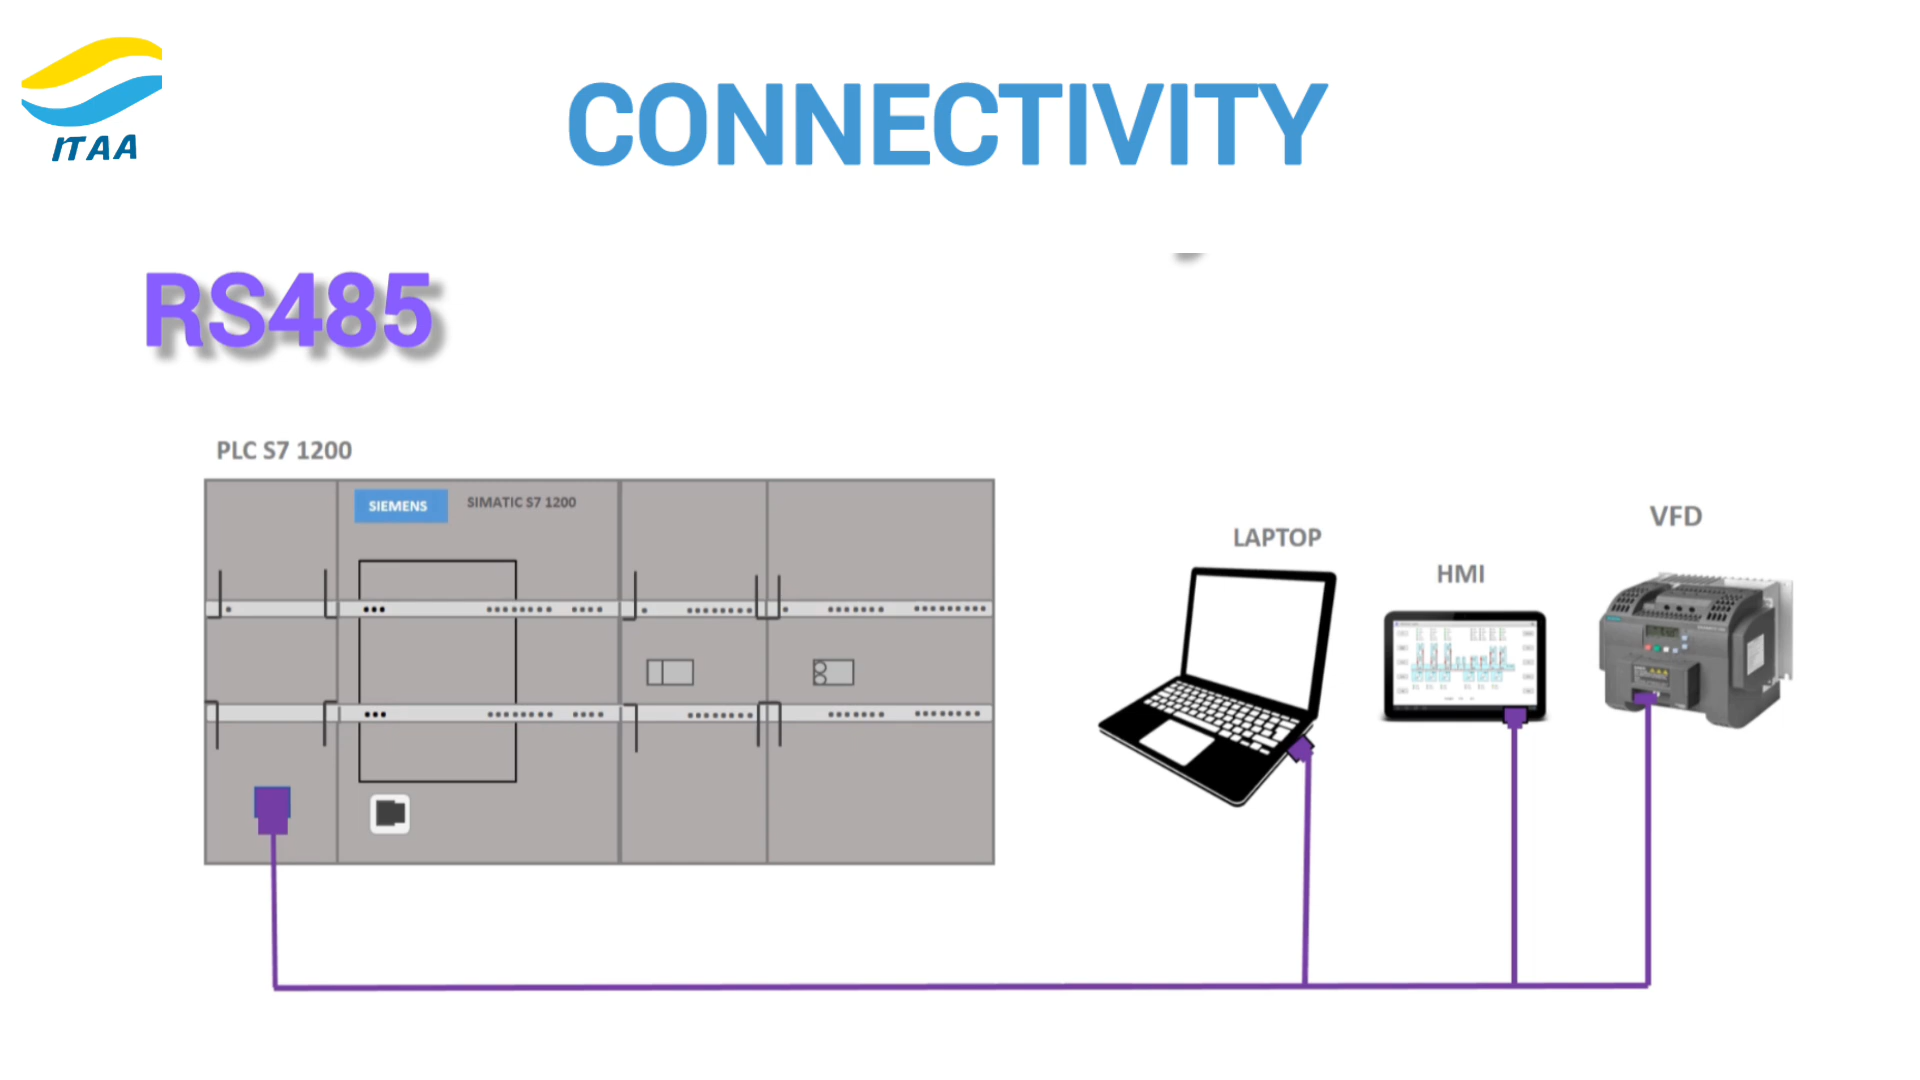 ITAA
CONNECTIVITY
RS485
PLC S7 1200
SIEMENS
SIMATIC S7 1200
LAPTOP
HMI
VFD